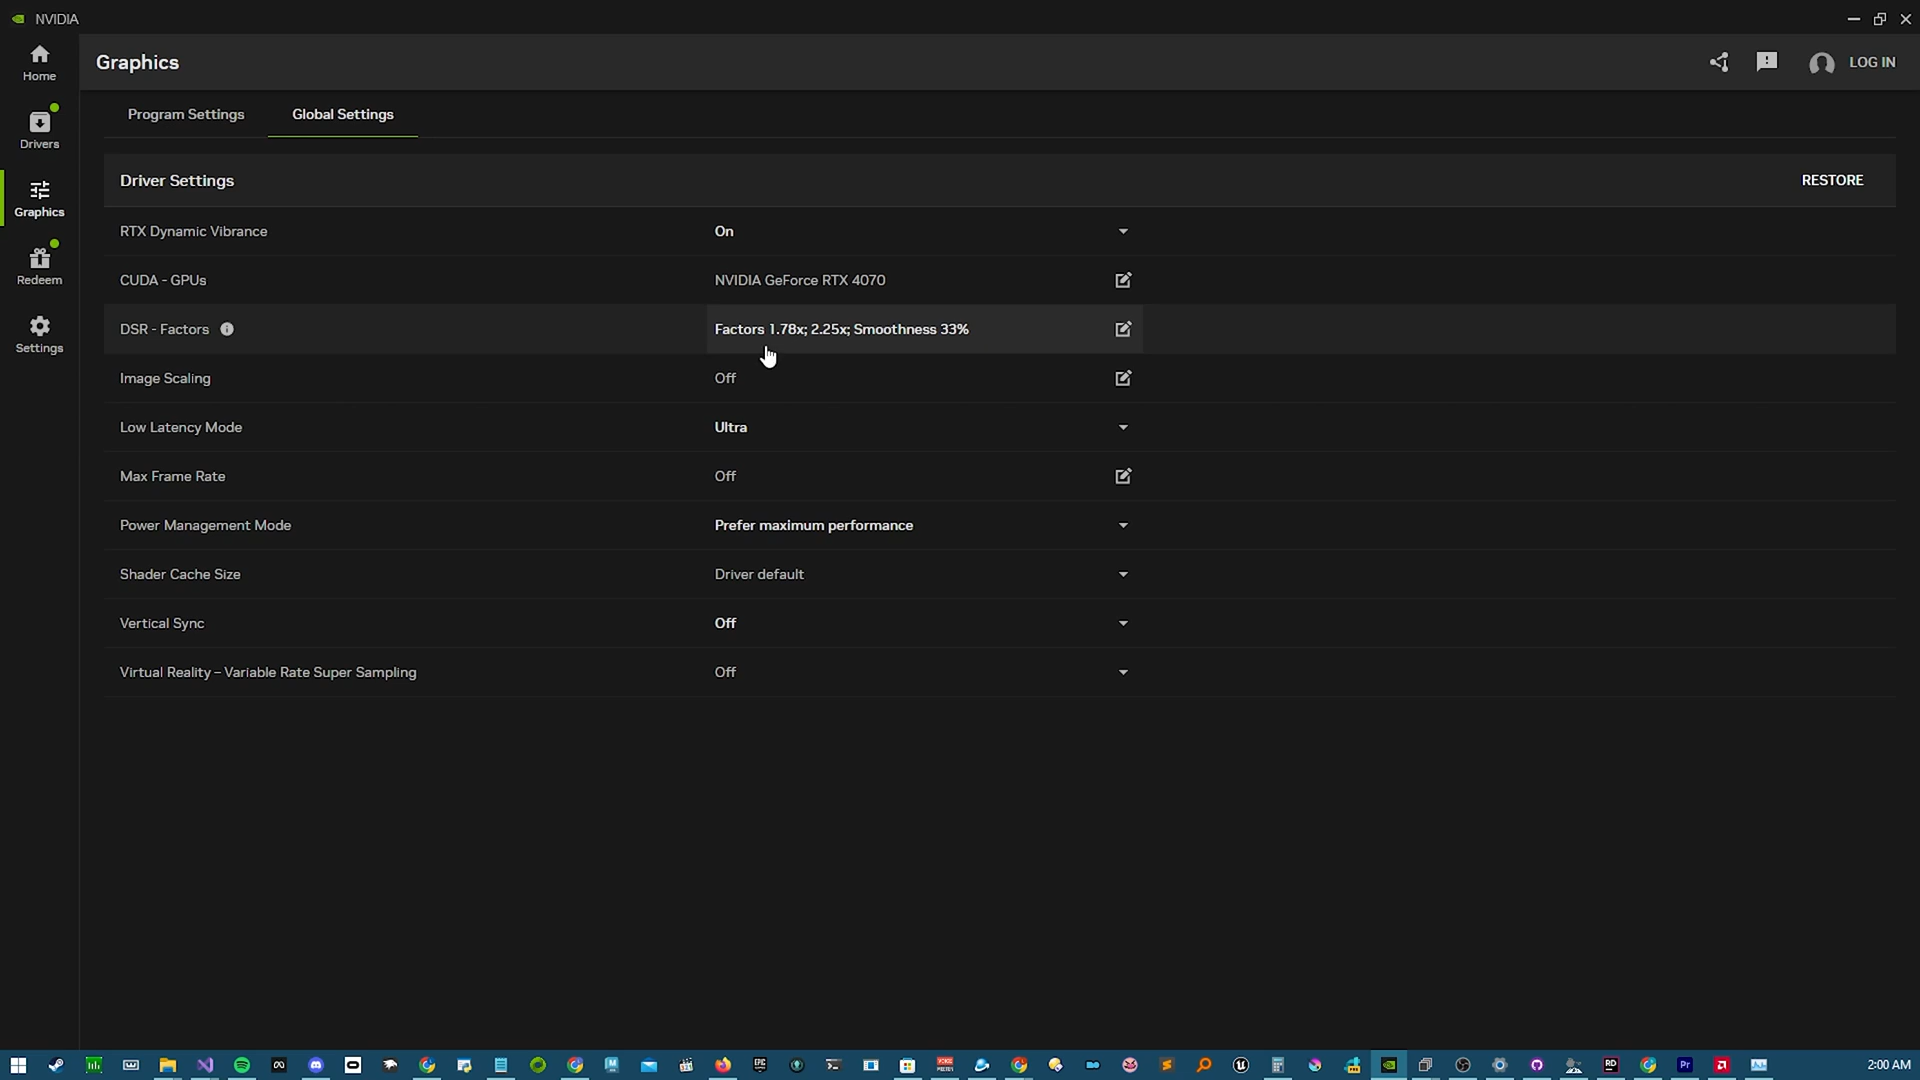 NVIDIA
Home
Graphics
LOG IN
Program Settings
Global Settings
Drivers
Driver Settings
RESTORE
Graphics
RTX Dynamic Vibrance
On
CUDA - GPUs
NVIDIA GeForce RTX 4070
Redeem
DSR - Factors
Factors 1.78x; 2.25x; Smoothness 33%
Settings
Image Scaling
Off
Low Latency Mode
Ultra
Max Frame Rate
Off
Power Management Mode
Prefer maximum performance
Shader Cache Size
Driver default
Vertical Sync
Off
Virtual Reality – Variable Rate Super Sampling
Off
EPIC
RD
Pr
2:00 AM